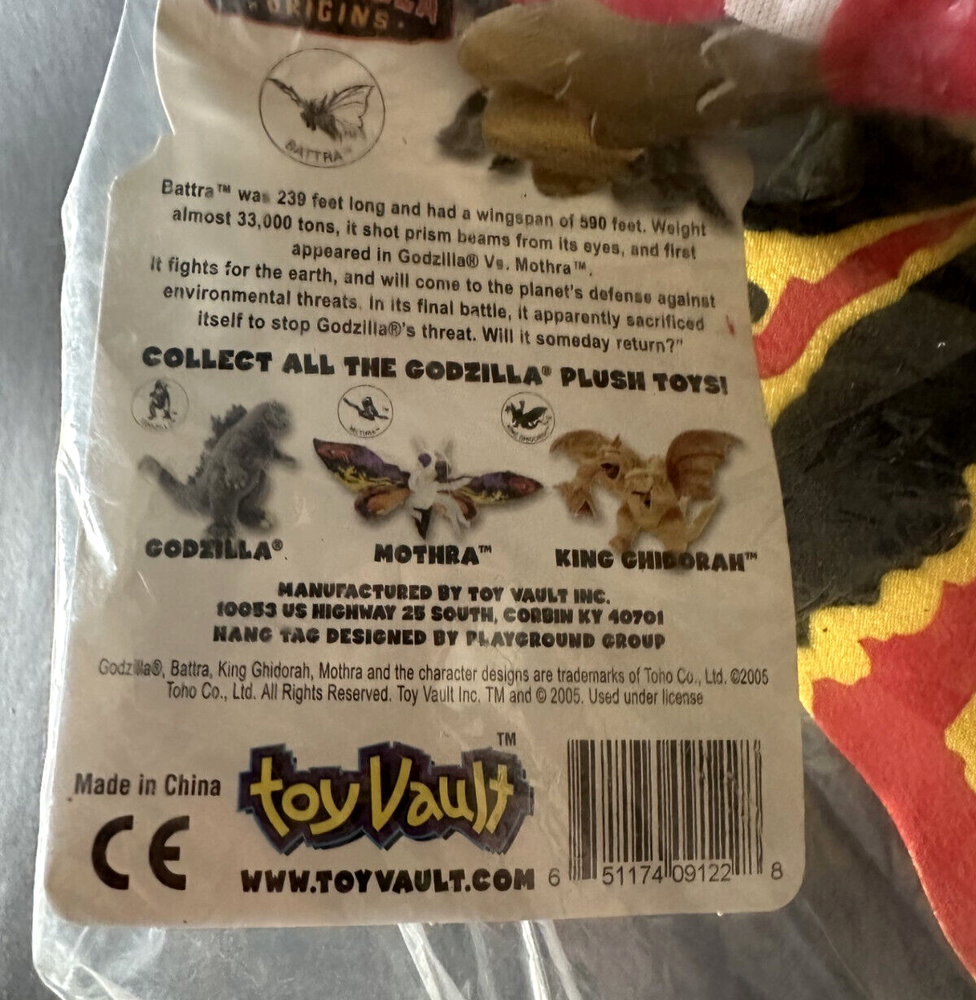 ORIGINS
BATTRA™
Battra™ was 239 feet long and had a wingspan of 590 feet. Weight
almost 33,000 tons, it shot prism beams from its eyes, and first
appeared in Godzilla® Vs. Mothra™.
It fights for the earth, and will come to the planet's defense against
environmental threats. In its final battle, it apparently sacrificed
itself to stop Godzilla®'s threat. Will it someday return?"
COLLECT ALL THE GODZILLA® PLUSH TOYS!
MOTHRA™
KING GHIDORAH
GODZILLA®
MOTHRA™
KING GHIDORAH™
MANUFACTURED BY TOY VAULT INC.
10053 US HIGHWAY 25 SOUTH, CORBIN KY 40701
HANG TAG DESIGNED BY PLAYGROUND GROUP
Godzilla®, Battra, King Ghidorah, Mothra and the character designs are trademarks of Toho Co., Ltd. ©2005
Toho Co., Ltd. All Rights Reserved. Toy Vault Inc. TM and © 2005. Used under license
Made in China
CE
toy Vault™
WWW.TOYVAULT.COM
6 51174 09122 8